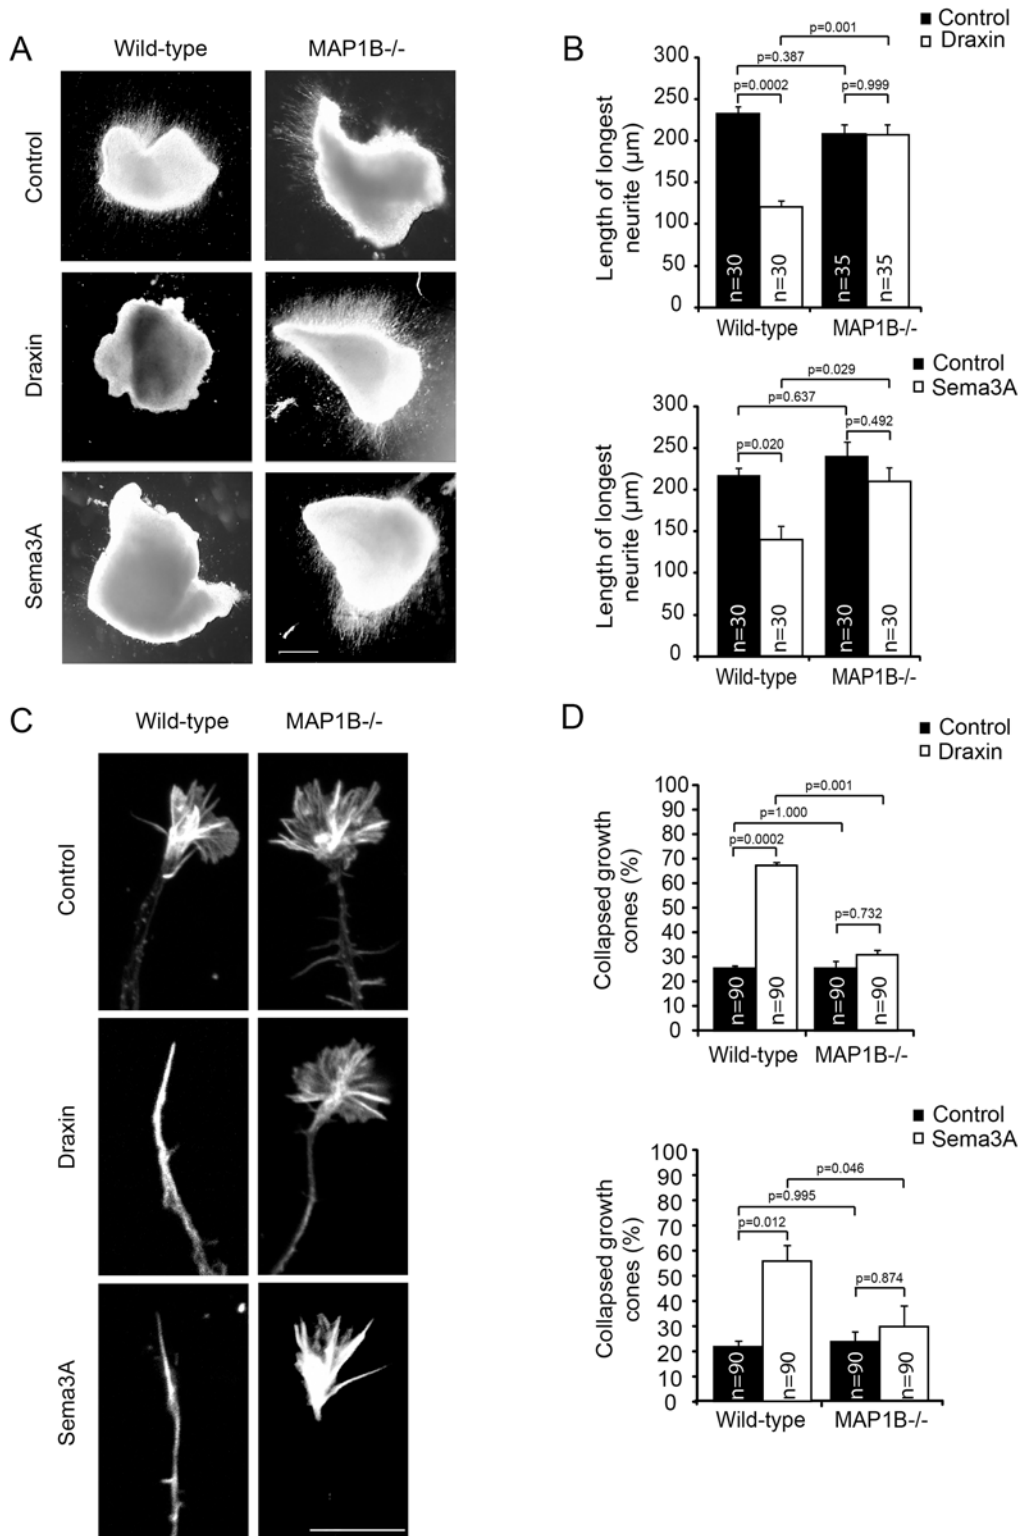 A
Wild-type
MAP1B-/-
Control
Draxin
Sema3A
B
Control
Draxin
p=0.001
p=0.387
p=0.0002
p=0.999
Length of longest
neurite (µm)
300
250
200
150
100
50
0
n=30
n=30
n=35
n=35
Wild-type
MAP1B-/-
Control
Sema3A
p=0.029
p=0.637
p=0.492
p=0.020
Length of longest
neurite (µm)
300
250
200
150
100
50
0
n=30
n=30
n=30
n=30
Wild-type
MAP1B-/-
C
Wild-type
MAP1B-/-
Control
Draxin
Sema3A
D
Control
Draxin
p=0.001
p=1.000
p=0.0002
p=0.732
Collapsed growth
cones (%)
100
90
80
70
60
50
40
30
20
10
0
n=90
n=90
n=90
n=90
Wild-type
MAP1B-/-
Control
Sema3A
p=0.046
p=0.995
p=0.012
p=0.874
Collapsed growth
cones (%)
100
90
80
70
60
50
40
30
20
10
0
n=90
n=90
n=90
n=90
Wild-type
MAP1B-/-